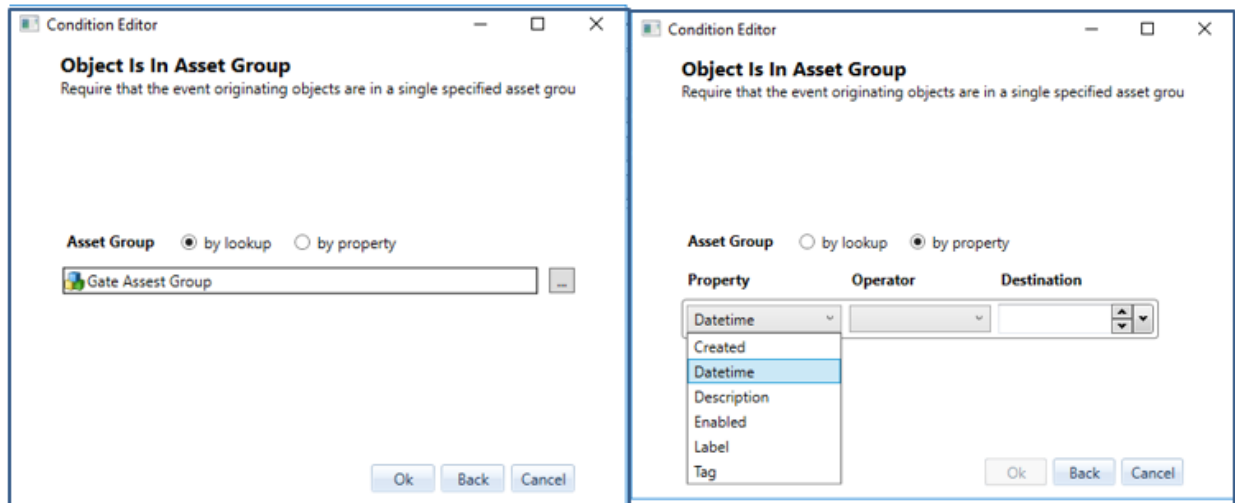 Condition Editor
Object Is In Asset Group
Require that the event originating objects are in a single specified asset grou
Asset Group by lookup by property
Gate Assest Group
...
Ok Back Cancel
Condition Editor
Object Is In Asset Group
Require that the event originating objects are in a single specified asset grou
Asset Group by lookup by property
Property Operator Destination
Datetime
Created
Datetime
Description
Enabled
Label
Tag
Ok Back Cancel